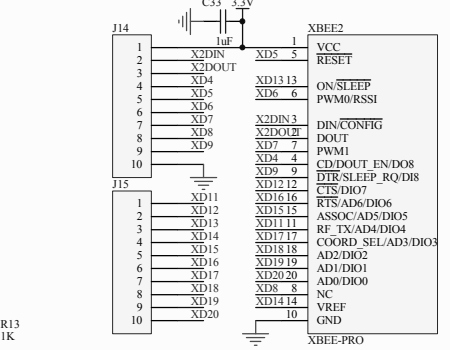 C33 3.3V
J14 XBEE2
1uF
1 1 VCC
2 X2DIN XD5 5 RESET
3 X2DOUT
4 XD4 XD13 13 ON/SLEEP
5 XD5 XD6 6 PWM0/RSSI
6 XD6
7 XD7 X2DIN 3 DIN/CONFIG
8 XD8 X2DOUT 2 DOUT
9 XD9 XD7 7 PWM1
10 XD4 4 CD/DOUT_EN/DO8
XD9 9 DTR/SLEEP_RQ/DI8
J15 XD12 12 CTS/DIO7
1 XD11 XD16 16 RTS/AD6/DIO6
2 XD12 XD15 15 ASSOC/AD5/DIO5
3 XD13 XD11 11 RF_TX/AD4/DIO4
4 XD14 XD17 17 COORD_SEL/AD3/DIO3
5 XD15 XD18 18 AD2/DIO2
6 XD16 XD19 19 AD1/DIO1
7 XD17 XD20 20 AD0/DIO0
8 XD18 XD8 8 NC
9 XD19 XD14 14 VREF
10 XD20 10 GND
R13
1K
XBEE-PRO